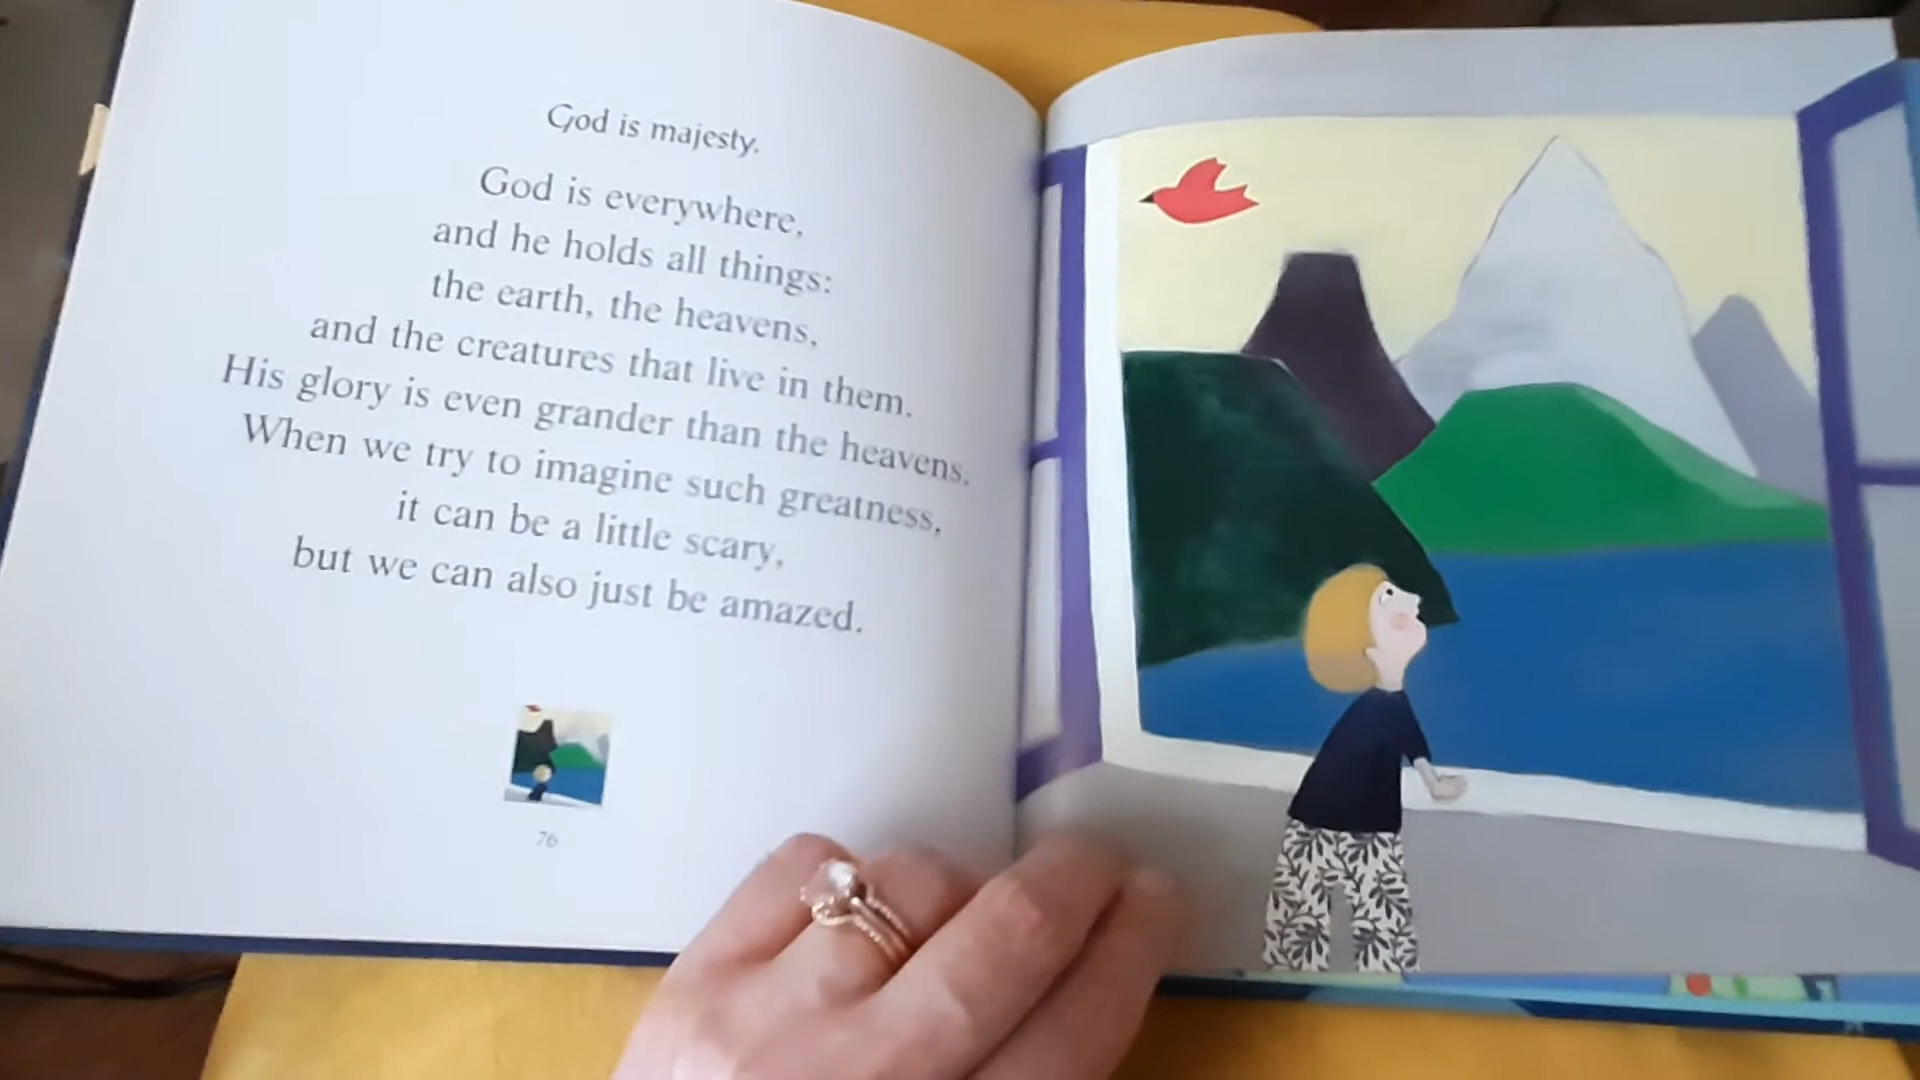 God is majesty.
God is everywhere,
and he holds all things:
the earth, the heavens,
and the creatures that live in them.
His glory is even grander than the heavens.
When we try to imagine such greatness,
it can be a little scary,
but we can also just be amazed.
76